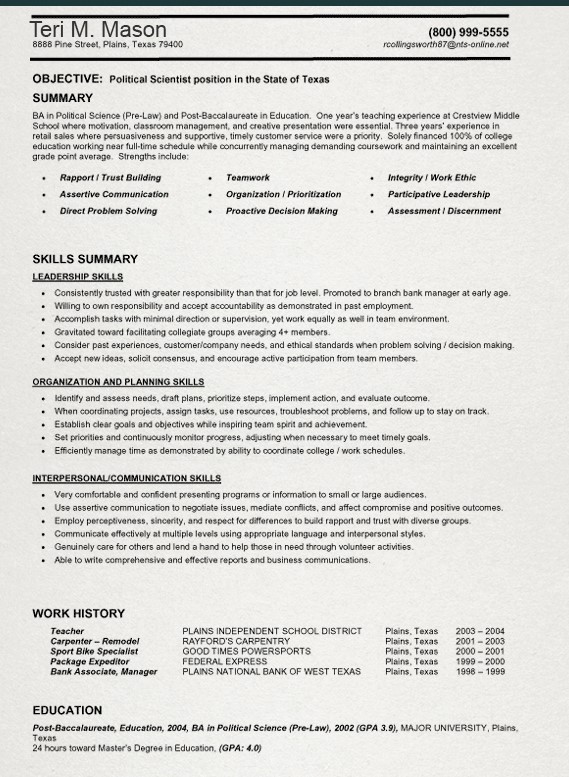 Teri M. Mason
(800) 999-5555
8888 Pine Street, Plains, Texas 79400
rcollingsworth87@nts-online.net
OBJECTIVE: Political Scientist position in the State of Texas
SUMMARY
BA in Political Science (Pre-Law) and Post-Baccalaureate in Education. One year's teaching experience at Crestview Middle
School where motivation, classroom management, and creative presentation were essential. Three years' experience in
retail sales where persuasiveness and supportive, timely customer service were a priority. Solely financed 100% of college
education working near full-time schedule while concurrently managing demanding coursework and maintaining an excellent
grade point average. Strengths include:
• Rapport / Trust Building • Teamwork • Integrity / Work Ethic
• Assertive Communication • Organization / Prioritization • Participative Leadership
• Direct Problem Solving • Proactive Decision Making • Assessment / Discernment
SKILLS SUMMARY
LEADERSHIP SKILLS
• Consistently trusted with greater responsibility than that for job level. Promoted to branch bank manager at early age.
• Willing to own responsibility and accept accountability as demonstrated in past employment.
• Accomplish tasks with minimal direction or supervision, yet work equally as well in team environment.
• Gravitated toward facilitating collegiate groups averaging 4+ members.
• Consider past experiences, customer/company needs, and ethical standards when problem solving / decision making.
• Accept new ideas, solicit consensus, and encourage active participation from team members.
ORGANIZATION AND PLANNING SKILLS
• Identify and assess needs, draft plans, prioritize steps, implement action, and evaluate outcome.
• When coordinating projects, assign tasks, use resources, troubleshoot problems, and follow up to stay on track.
• Establish clear goals and objectives while inspiring team spirit and achievement.
• Set priorities and continuously monitor progress, adjusting when necessary to meet timely goals.
• Efficiently manage time as demonstrated by ability to coordinate college / work schedules.
INTERPERSONAL/COMMUNICATION SKILLS
• Very comfortable and confident presenting programs or information to small or large audiences.
• Use assertive communication to negotiate issues, mediate conflicts, and affect compromise and positive outcomes.
• Employ perceptiveness, sincerity, and respect for differences to build rapport and trust with diverse groups.
• Communicate effectively at multiple levels using appropriate language and interpersonal styles.
• Genuinely care for others and lend a hand to help those in need through volunteer activities.
• Able to write comprehensive and effective reports and business communications.
WORK HISTORY
Teacher PLAINS INDEPENDENT SCHOOL DISTRICT Plains, Texas 2003 – 2004
Carpenter – Remodel RAYFORD'S CARPENTRY Plains, Texas 2001 – 2003
Sport Bike Specialist GOOD TIMES POWERSPORTS Plains, Texas 2000 – 2001
Package Expeditor FEDERAL EXPRESS Plains, Texas 1999 – 2000
Bank Associate, Manager PLAINS NATIONAL BANK OF WEST TEXAS Plains, Texas 1998 – 1999
EDUCATION
Post-Baccalaureate, Education, 2004, BA in Political Science (Pre-Law), 2002 (GPA 3.9), MAJOR UNIVERSITY, Plains,
Texas
24 hours toward Master's Degree in Education, (GPA: 4.0)